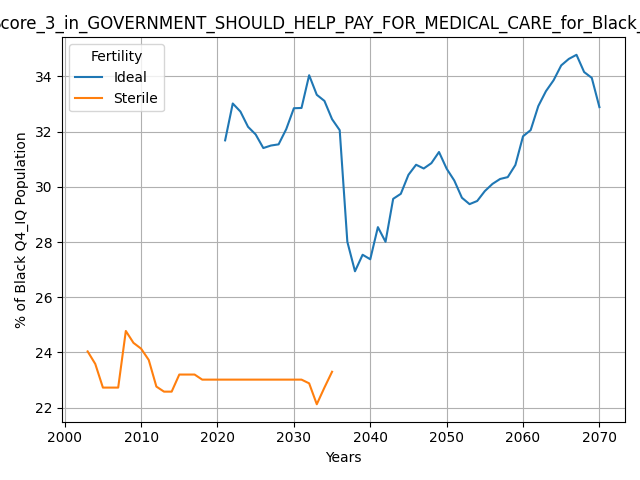 core_3_in_GOVERNMENT_SHOULD_HELP_PAY_FOR_MEDICAL_CARE_for_Black_
Fertility
Ideal
Sterile
34
32
30
28
26
24
22
% of Black Q4_IQ Population
2000 2010 2020 2030 2040 2050 2060 2070
Years